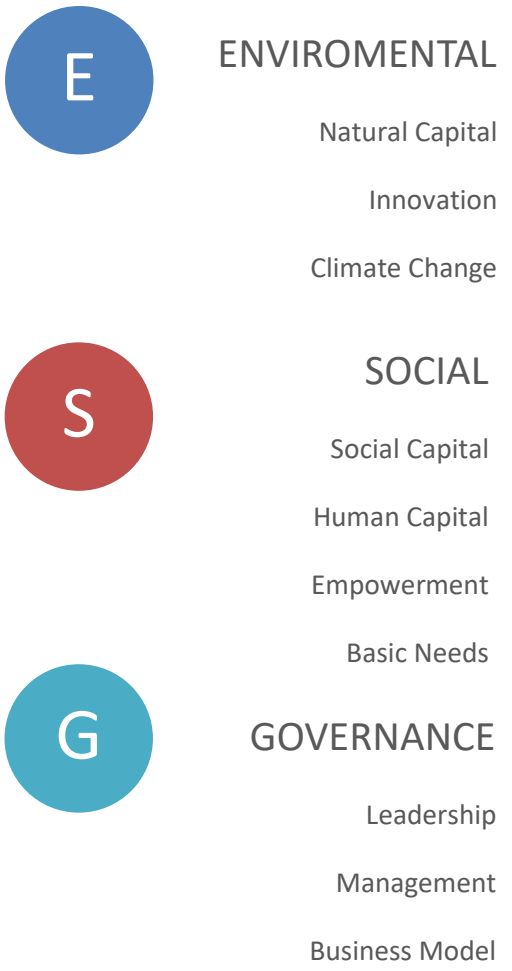 E
ENVIROMENTAL
Natural Capital
Innovation
Climate Change
S
SOCIAL
Social Capital
Human Capital
Empowerment
Basic Needs
G
GOVERNANCE
Leadership
Management
Business Model